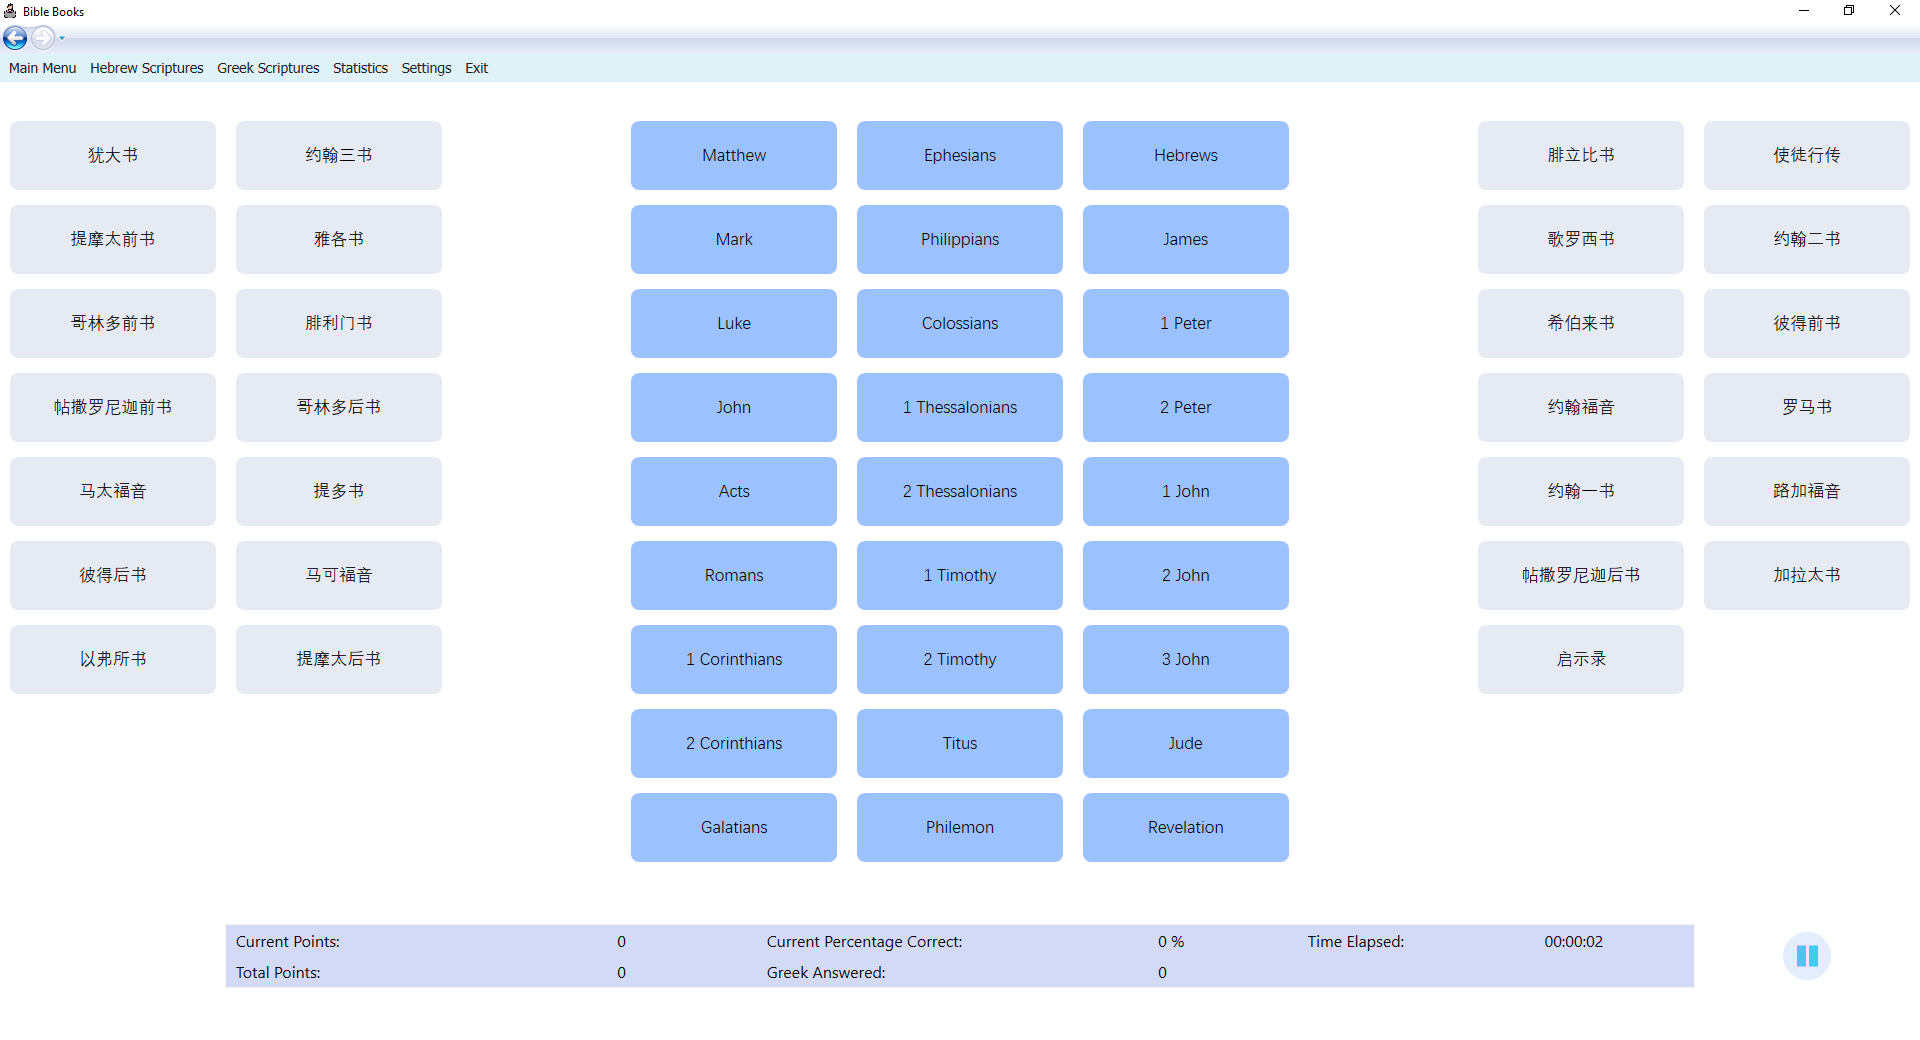 Bible Books
Main Menu Hebrew Scriptures Greek Scriptures Statistics Settings Exit
犹大书 约翰三书
提摩太前书 雅各书
哥林多前书 腓利门书
帖撒罗尼迦前书 哥林多后书
马太福音 提多书
彼得后书 马可福音
以弗所书 提摩太后书
Matthew Ephesians Hebrews
Mark Philippians James
Luke Colossians 1 Peter
John 1 Thessalonians 2 Peter
Acts 2 Thessalonians 1 John
Romans 1 Timothy 2 John
1 Corinthians 2 Timothy 3 John
2 Corinthians Titus Jude
Galatians Philemon Revelation
腓立比书 使徒行传
歌罗西书 约翰二书
希伯来书 彼得前书
约翰福音 罗马书
约翰一书 路加福音
帖撒罗尼迦后书 加拉太书
启示录
Current Points: 0 Current Percentage Correct: 0 % Time Elapsed: 00:00:02
Total Points: 0 Greek Answered: 0